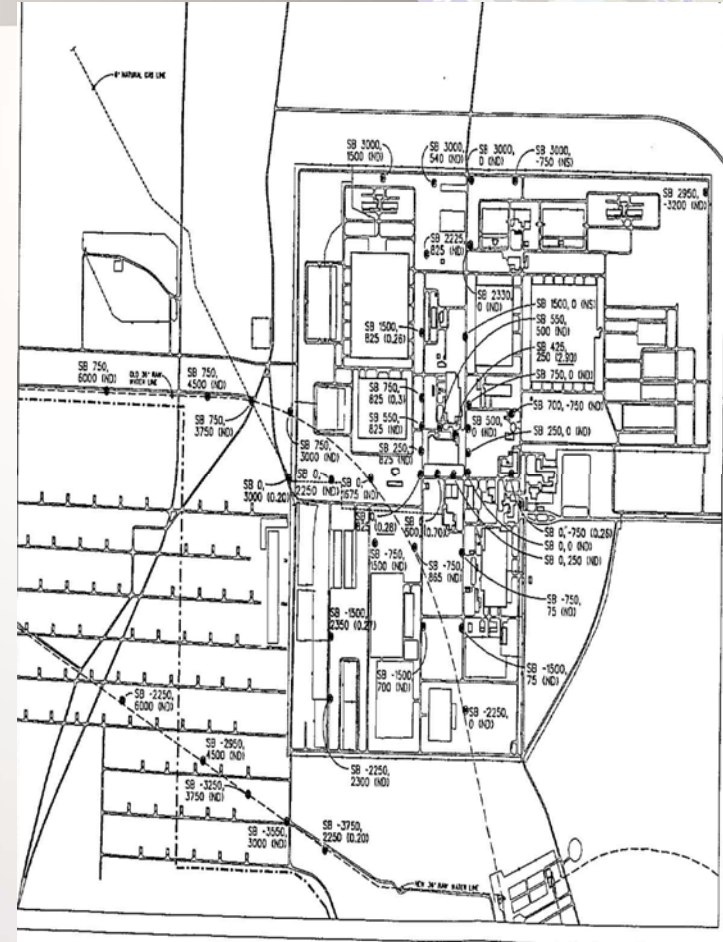 8" NATURAL GAS LINE
SB 3000,
1500 (ND)
SB 3000,
540 (ND)
SB 3000,
0 (ND)
SB 3000,
-750 (NS)
SB 2950,
-3200 (ND)
SB 2225,
825 (ND)
SB 2330,
0 (ND)
SB 1500, 0 (NS)
SB 550,
500 (ND)
SB 1500,
825 (0.26)
SB 425,
250 (2.90)
SB 750, 0 (ND)
SB 750,
6000 (ND)
OLD 36" RAW
WATER LINE
SB 750,
4500 (ND)
SB 750,
825 (0.3)
SB 700, -750 (ND)
SB 750,
3750 (ND)
SB 550,
825 (ND)
SB 500,
0 (ND)
SB 250, 0 (ND)
SB 750,
3000 (ND)
SB 250,
825 (ND)
SB 0,
3000 (0.20)
SB 0,
2250 (ND)
SB 0,
1675 (ND)
SB 0,
825 (0.28)
SB 0,
500, (0.70)
SB 0, -750 (0.25)
SB 0, 0 (ND)
SB 0, 250 (ND)
SB -750,
1500 (ND)
SB -750,
865 (ND)
SB -750,
75 (ND)
SB -1500,
2350 (0.27)
SB -1500,
700 (ND)
SB -1500,
75 (ND)
SB -2250,
6000 (ND)
SB -2250,
0 (ND)
SB -2950,
4500 (ND)
SB -2250,
2300 (ND)
SB -3250,
3750 (ND)
SB -3550,
3000 (ND)
SB -3750,
2250 (0.20)
NEW 36" RAW WATER LINE